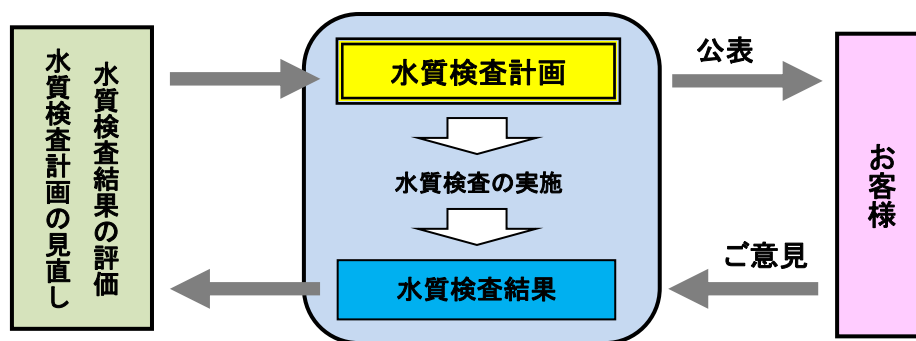 水質検査結果の評価
水質検査計画の見直し
水質検査計画
水質検査の実施
水質検査結果
公表
ご意見
お客様